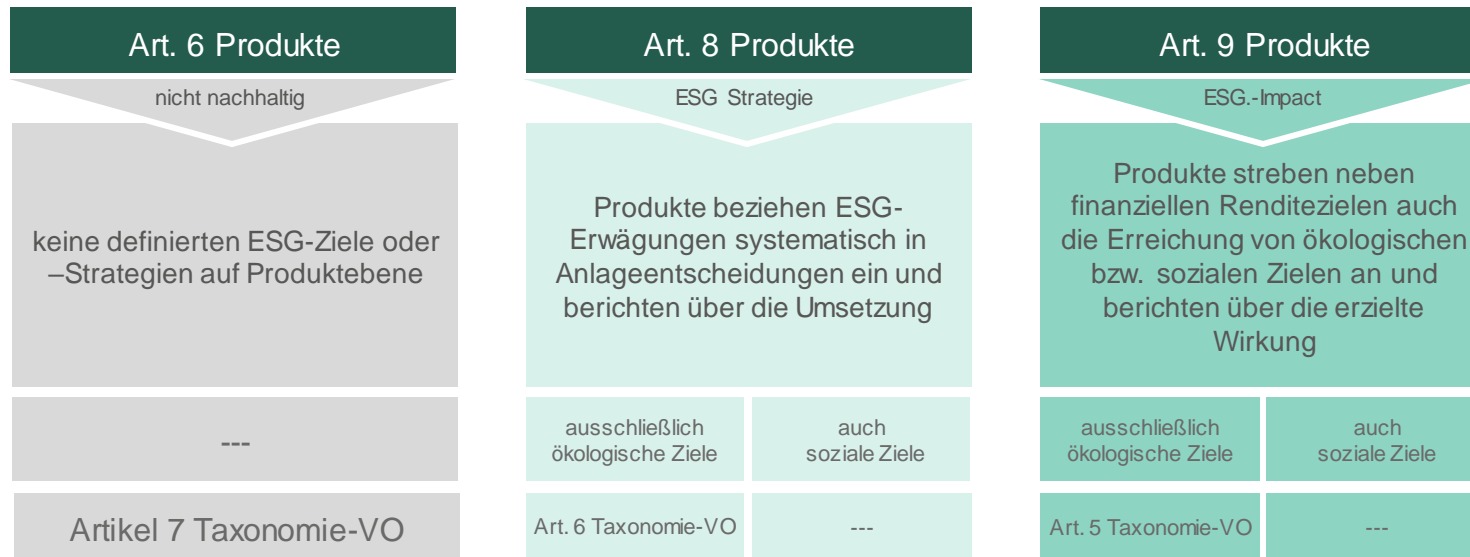 Art. 6 Produkte
nicht nachhaltig
keine definierten ESG-Ziele oder
–Strategien auf Produktebene
---
Artikel 7 Taxonomie-VO
Art. 8 Produkte
ESG Strategie
Produkte beziehen ESG-
Erwägungen systematisch in
Anlageentscheidungen ein und
berichten über die Umsetzung
ausschließlich
ökologische Ziele
auch
soziale Ziele
Art. 6 Taxonomie-VO
---
Art. 9 Produkte
ESG.-Impact
Produkte streben neben
finanziellen Renditezielen auch
die Erreichung von ökologischen
bzw. sozialen Zielen an und
berichten über die erzielte
Wirkung
ausschließlich
ökologische Ziele
auch
soziale Ziele
Art. 5 Taxonomie-VO
---